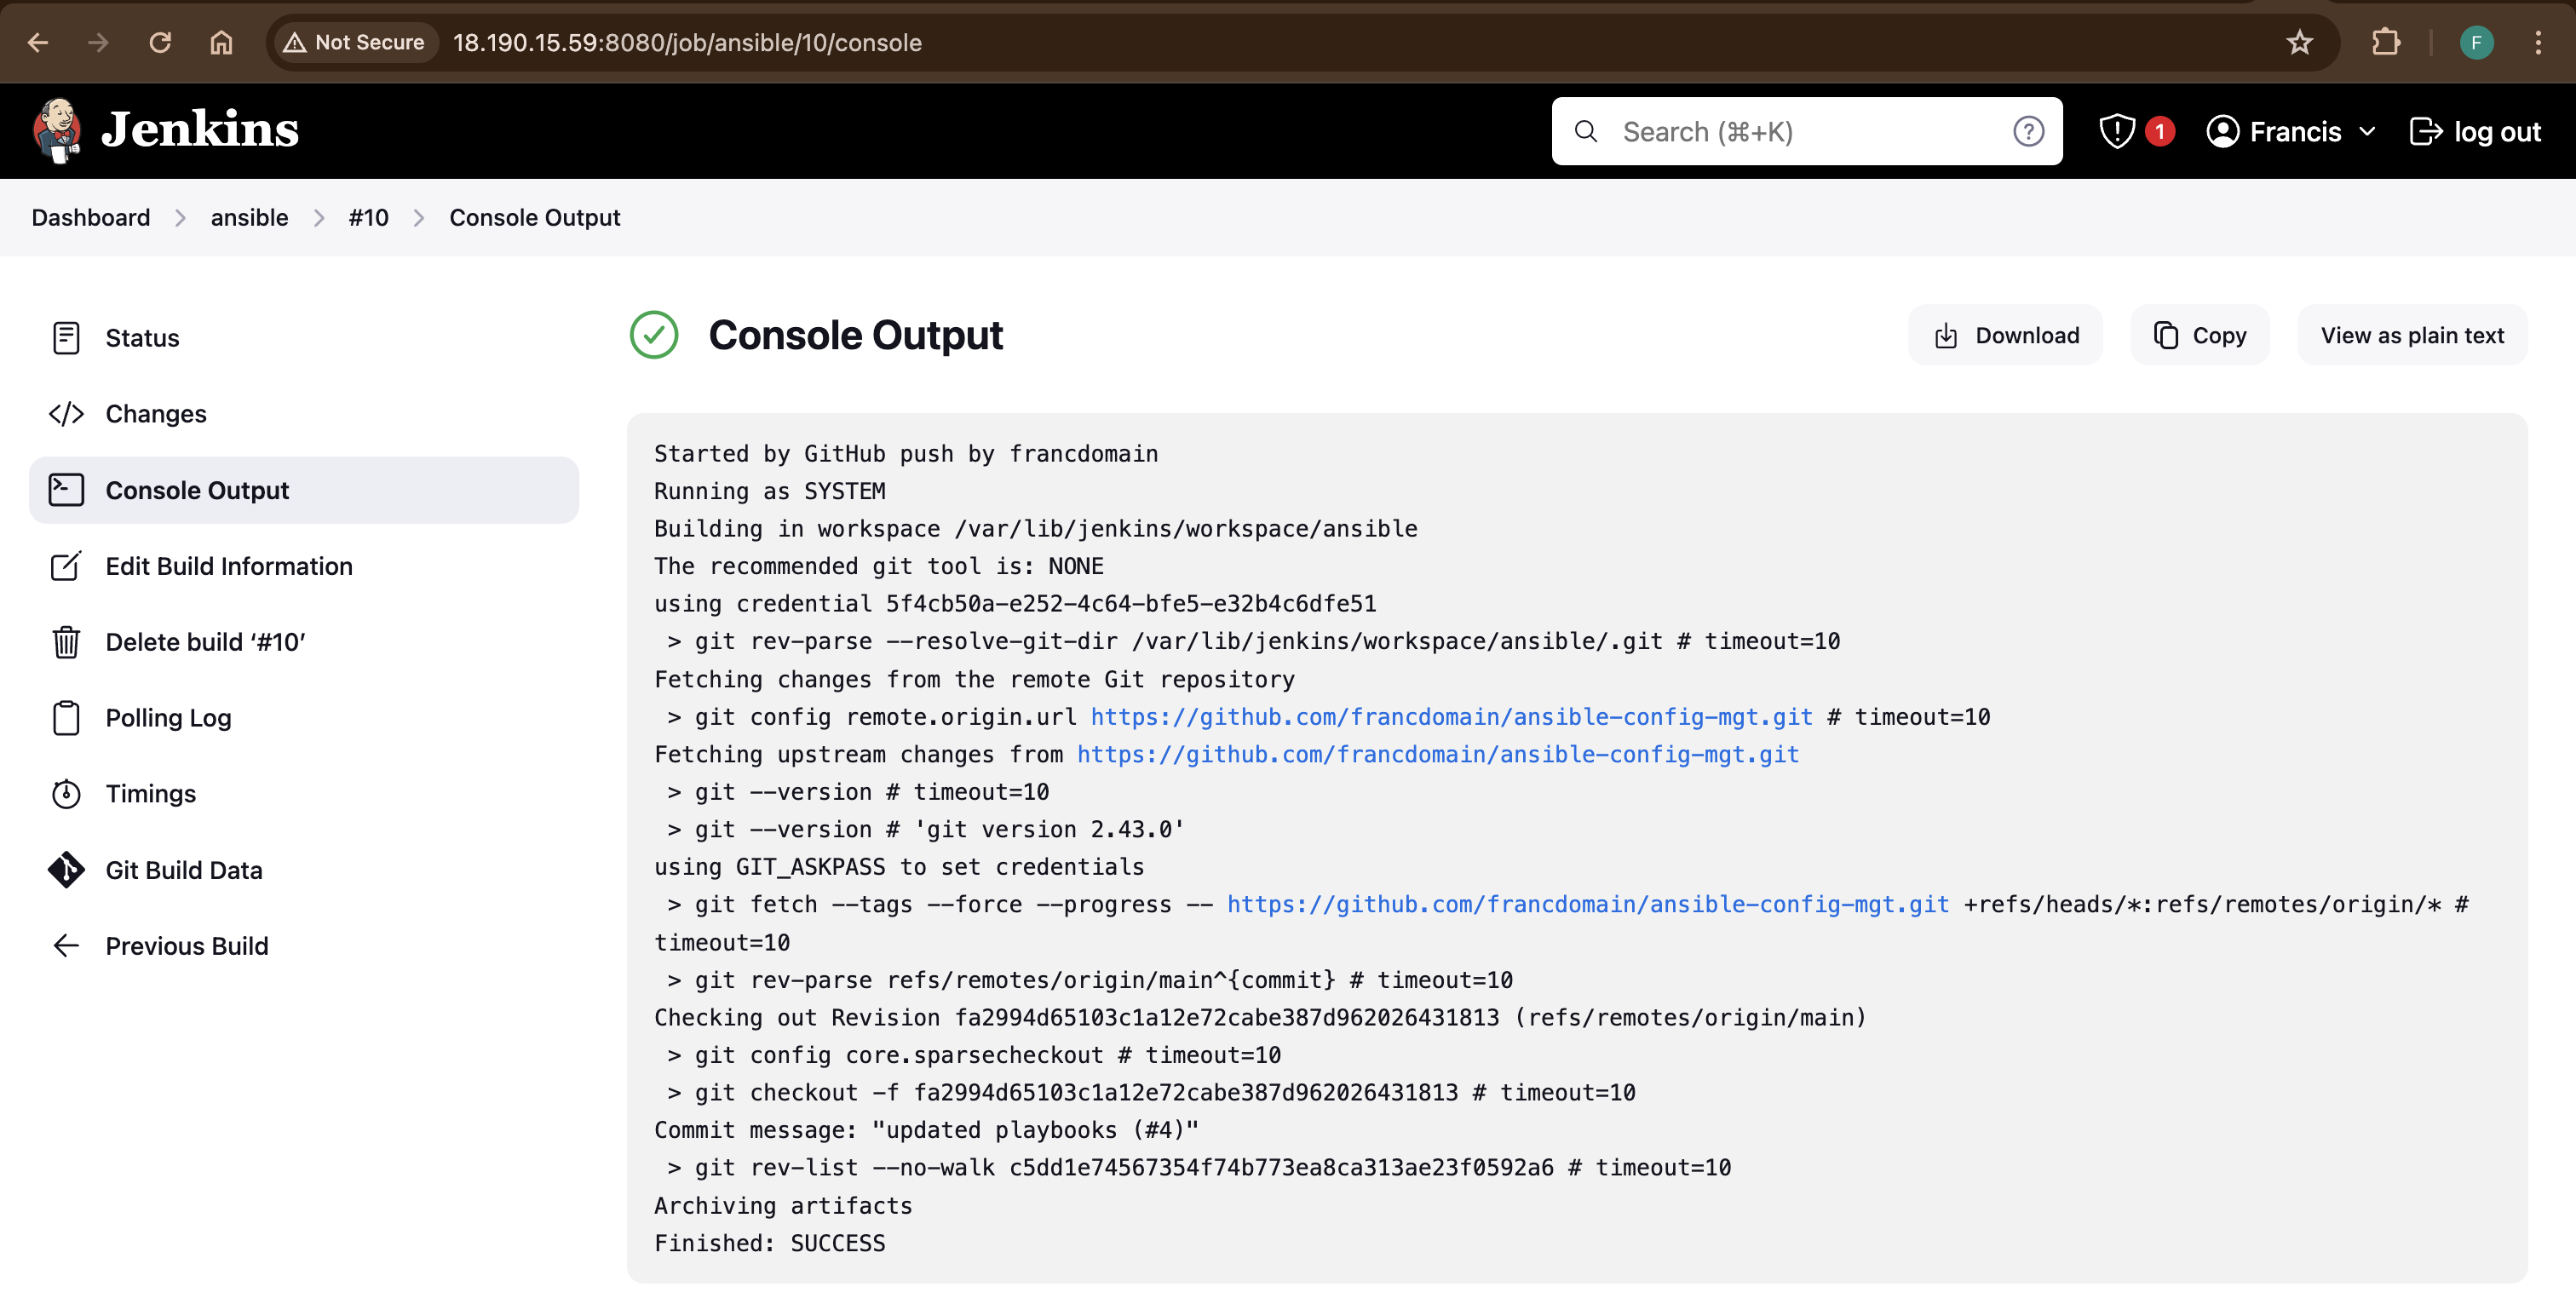 Not Secure 18.190.15.59:8080/job/ansible/10/console F
Jenkins Search (⌘+K) ? 1 Francis log out
Dashboard ansible #10 Console Output
Status
Changes
Console Output
Edit Build Information
Delete build ‘#10’
Polling Log
Timings
Git Build Data
Previous Build
Console Output Download Copy View as plain text
Started by GitHub push by francdomain
Running as SYSTEM
Building in workspace /var/lib/jenkins/workspace/ansible
The recommended git tool is: NONE
using credential 5f4cb50a-e252-4c64-bfe5-e32b4c6dfe51
> git rev-parse --resolve-git-dir /var/lib/jenkins/workspace/ansible/.git # timeout=10
Fetching changes from the remote Git repository
> git config remote.origin.url https://github.com/francdomain/ansible-config-mgt.git # timeout=10
Fetching upstream changes from https://github.com/francdomain/ansible-config-mgt.git
> git --version # timeout=10
> git --version # 'git version 2.43.0'
using GIT_ASKPASS to set credentials
> git fetch --tags --force --progress -- https://github.com/francdomain/ansible-config-mgt.git +refs/heads/*:refs/remotes/origin/* #
timeout=10
> git rev-parse refs/remotes/origin/main^{commit} # timeout=10
Checking out Revision fa2994d65103c1a12e72cabe387d962026431813 (refs/remotes/origin/main)
> git config core.sparsecheckout # timeout=10
> git checkout -f fa2994d65103c1a12e72cabe387d962026431813 # timeout=10
Commit message: "updated playbooks (#4)"
> git rev-list --no-walk c5dd1e74567354f74b773ea8ca313ae23f0592a6 # timeout=10
Archiving artifacts
Finished: SUCCESS